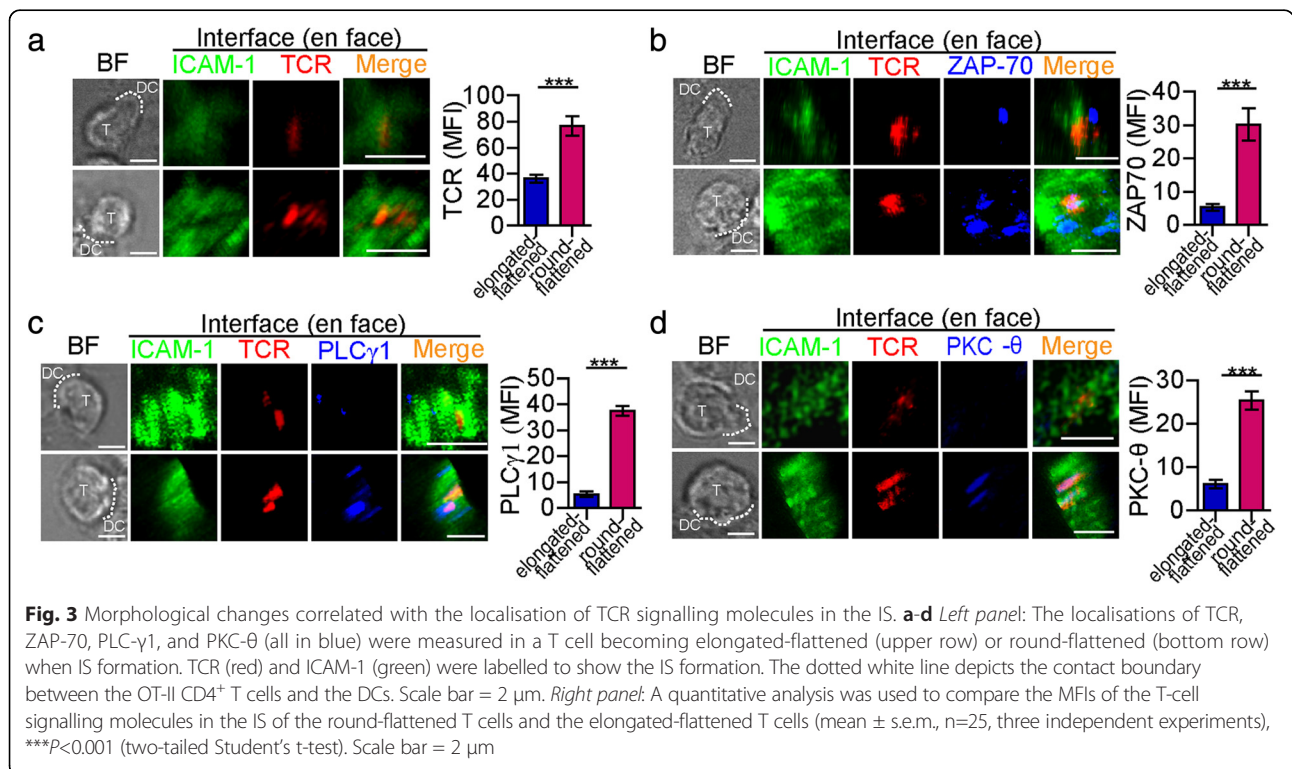 a
Interface (en face)
BF ICAM-1 TCR Merge
DC
T
T
DC
***
TCR (MFI)
100
80
60
40
20
0
elongated-
flattened
round-
flattened
b
Interface (en face)
BF ICAM-1 TCR ZAP-70 Merge
DC
T
T
DC
***
ZAP70 (MFI)
40
30
20
10
0
elongated-
flattened
round-
flattened
c
Interface (en face)
BF ICAM-1 TCR PLCγ1 Merge
DC
T
T
DC
***
PLCγ1 (MFI)
50
40
30
20
10
0
elongated-
flattened
round-
flattened
d
Interface (en face)
BF ICAM-1 TCR PKC -θ Merge
DC
T
T
DC
***
PKC-θ (MFI)
40
30
20
10
0
elongated-
flattened
round-
flattened
Fig. 3 Morphological changes correlated with the localisation of TCR signalling molecules in the IS. a-d Left panel: The localisations of TCR,
ZAP-70, PLC-γ1, and PKC-θ (all in blue) were measured in a T cell becoming elongated-flattened (upper row) or round-flattened (bottom row)
when IS formation. TCR (red) and ICAM-1 (green) were labelled to show the IS formation. The dotted white line depicts the contact boundary
between the OT-II CD4⁺ T cells and the DCs. Scale bar = 2 μm. Right panel: A quantitative analysis was used to compare the MFIs of the T-cell
signalling molecules in the IS of the round-flattened T cells and the elongated-flattened T cells (mean ± s.e.m., n=25, three independent experiments),
***P<0.001 (two-tailed Student's t-test). Scale bar = 2 μm